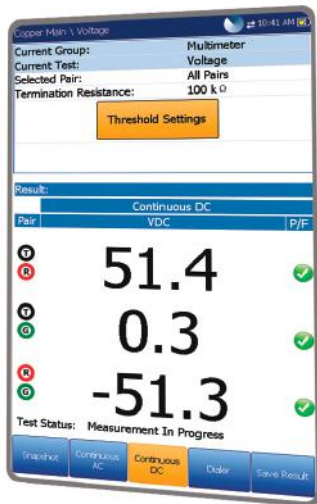 Copper Main \ Voltage
10:41 AM
Current Group: Multimeter
Current Test: Voltage
Selected Pair: All Pairs
Termination Resistance: 100 k Ω
Threshold Settings
Result:
Continuous DC
Pair VDC P/F
T
R
51.4
T
G
0.3
R
G
-51.3
Test Status: Measurement In Progress
Snapshot Continuous AC Continuous DC Dialer Save Result